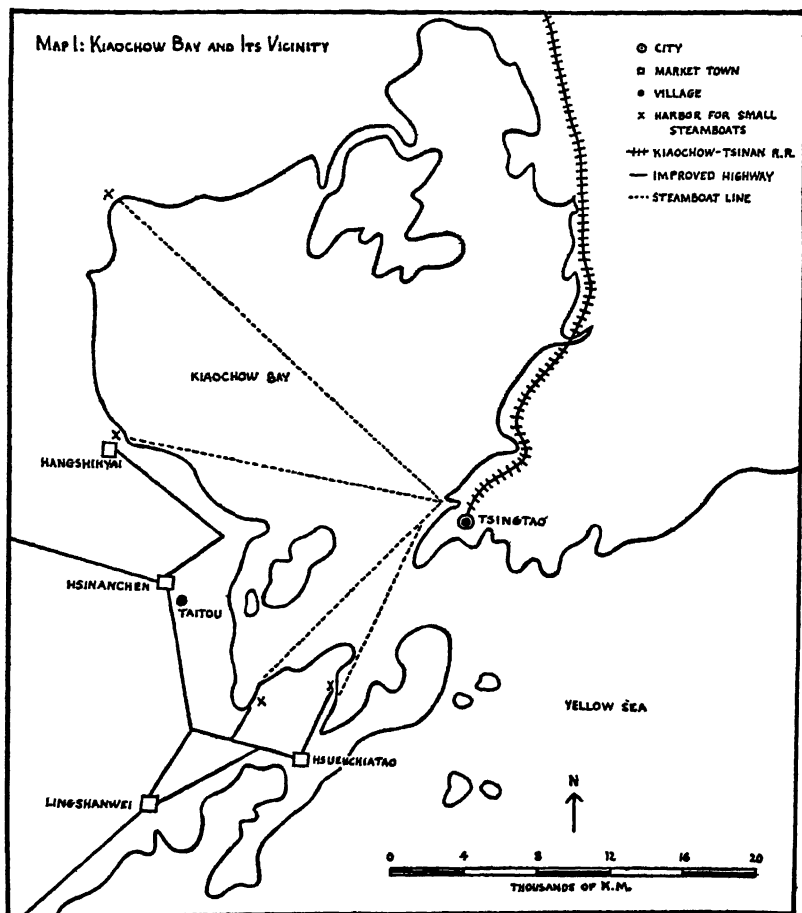 MAP I: KIAOCHOW BAY AND ITS VICINITY
CITY
MARKET TOWN
VILLAGE
HARBOR FOR SMALL
STEAMBOATS
KIAOCHOW-TSINAN R.R.
IMPROVED HIGHWAY
STEAMBOAT LINE
KIAOCHOW BAY
HANGSHIHYAI
TSINGTAO
HSINANCHEN
TAITOU
YELLOW SEA
HSUEHCHIATAO
LINGSHANWEI
N
0 4 8 12 16 20
THOUSANDS OF K.M.